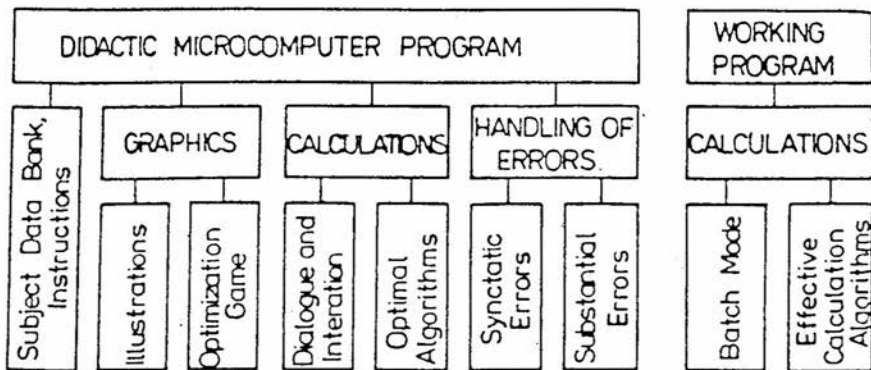 DIDACTIC MICROCOMPUTER PROGRAM
WORKING
PROGRAM
Subject Data Bank,
Instructions
GRAPHICS
CALCULATIONS
HANDLING OF
ERRORS.
CALCULATIONS
Illustrations
Optimization
Game
Dialogue and
Interation
Optimal
Algorithms
Synctatic
Errors
Substantial
Errors
Batch Mode
Effective
Calculation
Algorithms